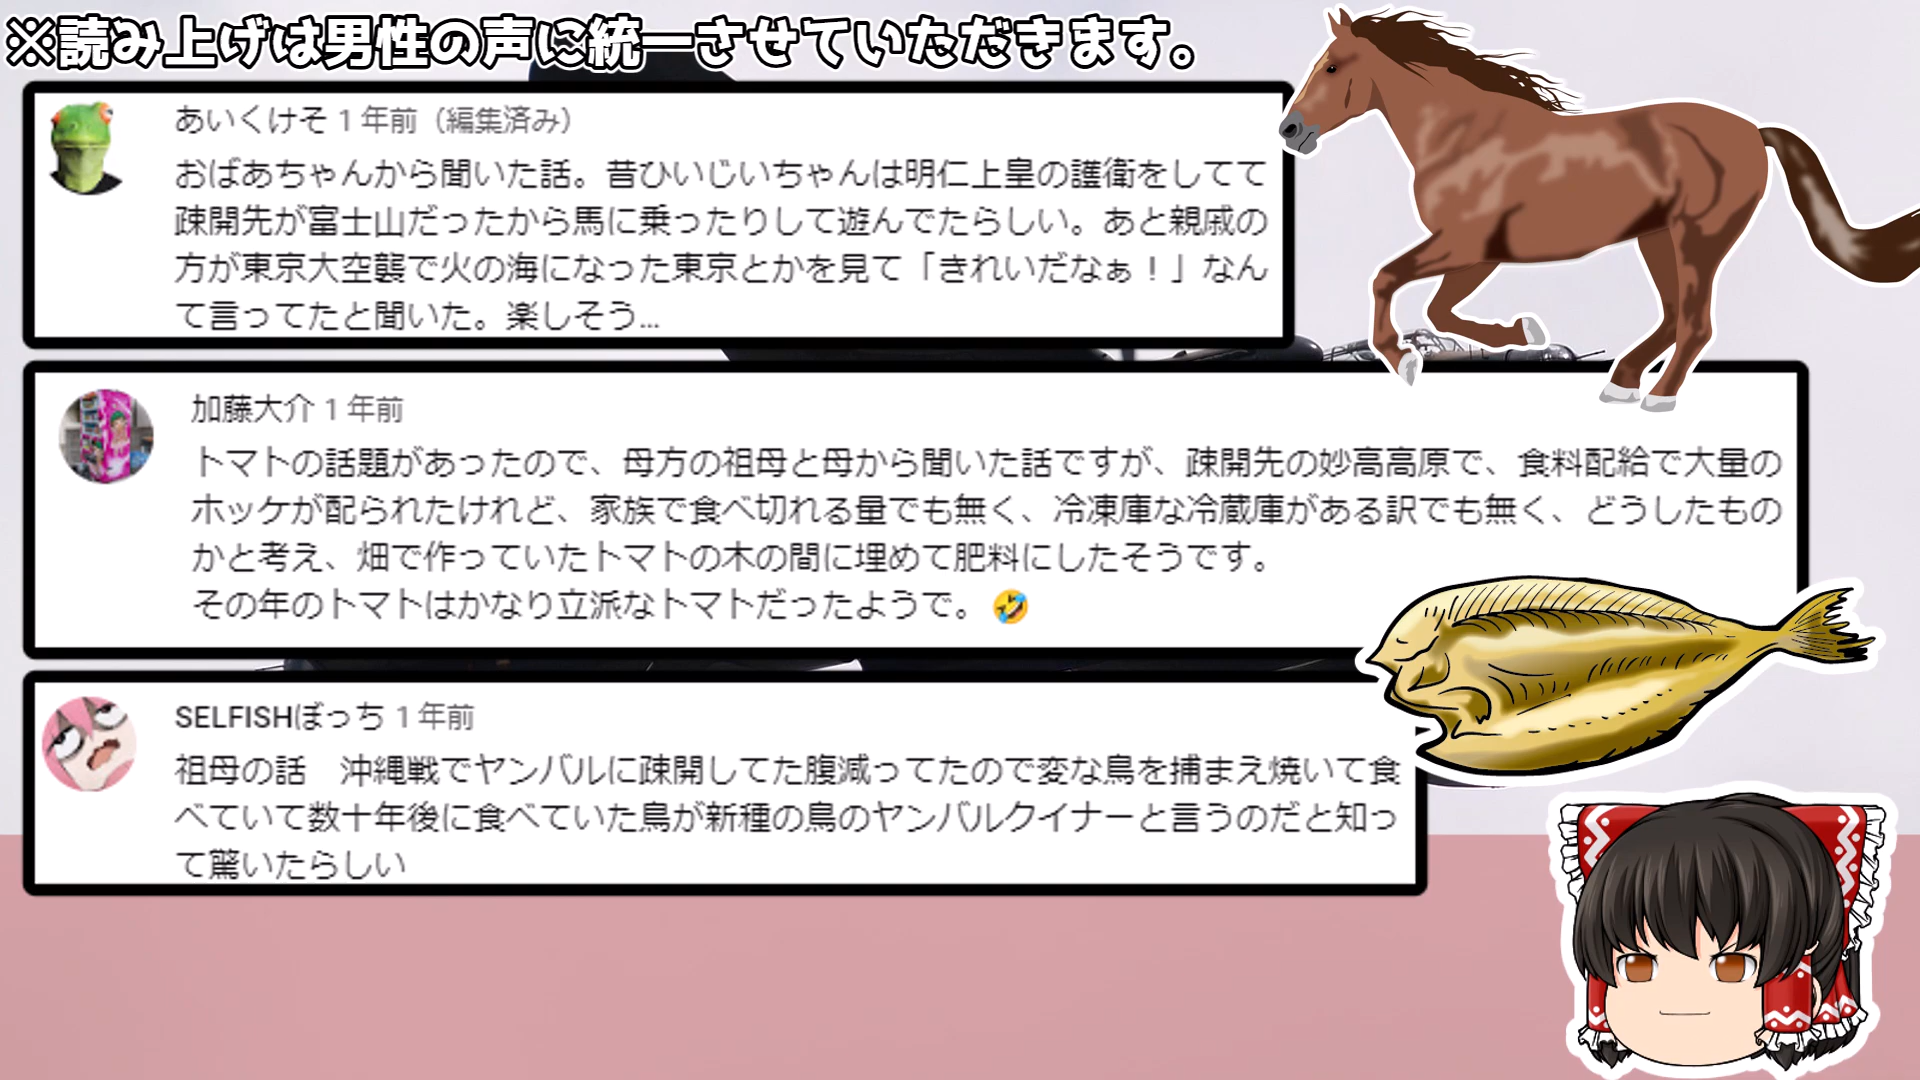 ※読み上げは男性の声に統一させていただきます。
あいくけそ 1 年前（編集済み）
おばあちゃんから聞いた話。昔ひいじいちゃんは明仁上皇の護衛をしてて
疎開先が富士山だったから馬に乗ったりして遊んでたらしい。あと親戚の
方が東京大空襲で火の海になった東京とかを見て「きれいだなぁ！」なん
て言ってたと聞いた。楽しそう...
加藤大介 1 年前
トマトの話題があったので、母方の祖母と母から聞いた話ですが、疎開先の妙高高原で、食料配給で大量の
ホッケが配られたけれど、家族で食べ切れる量でも無く、冷凍庫な冷蔵庫がある訳でも無く、どうしたもの
かと考え、畑で作っていたトマトの木の間に埋めて肥料にしたそうです。
その年のトマトはかなり立派なトマトだったようで。🤣
SELFISHぼっち 1 年前
祖母の話　沖縄戦でヤンバルに疎開してた腹減ってたので変な鳥を捕まえ焼いて食
べていて数十年後に食べていた鳥が新種の鳥のヤンバルクイナーと言うのだと知っ
て驚いたらしい